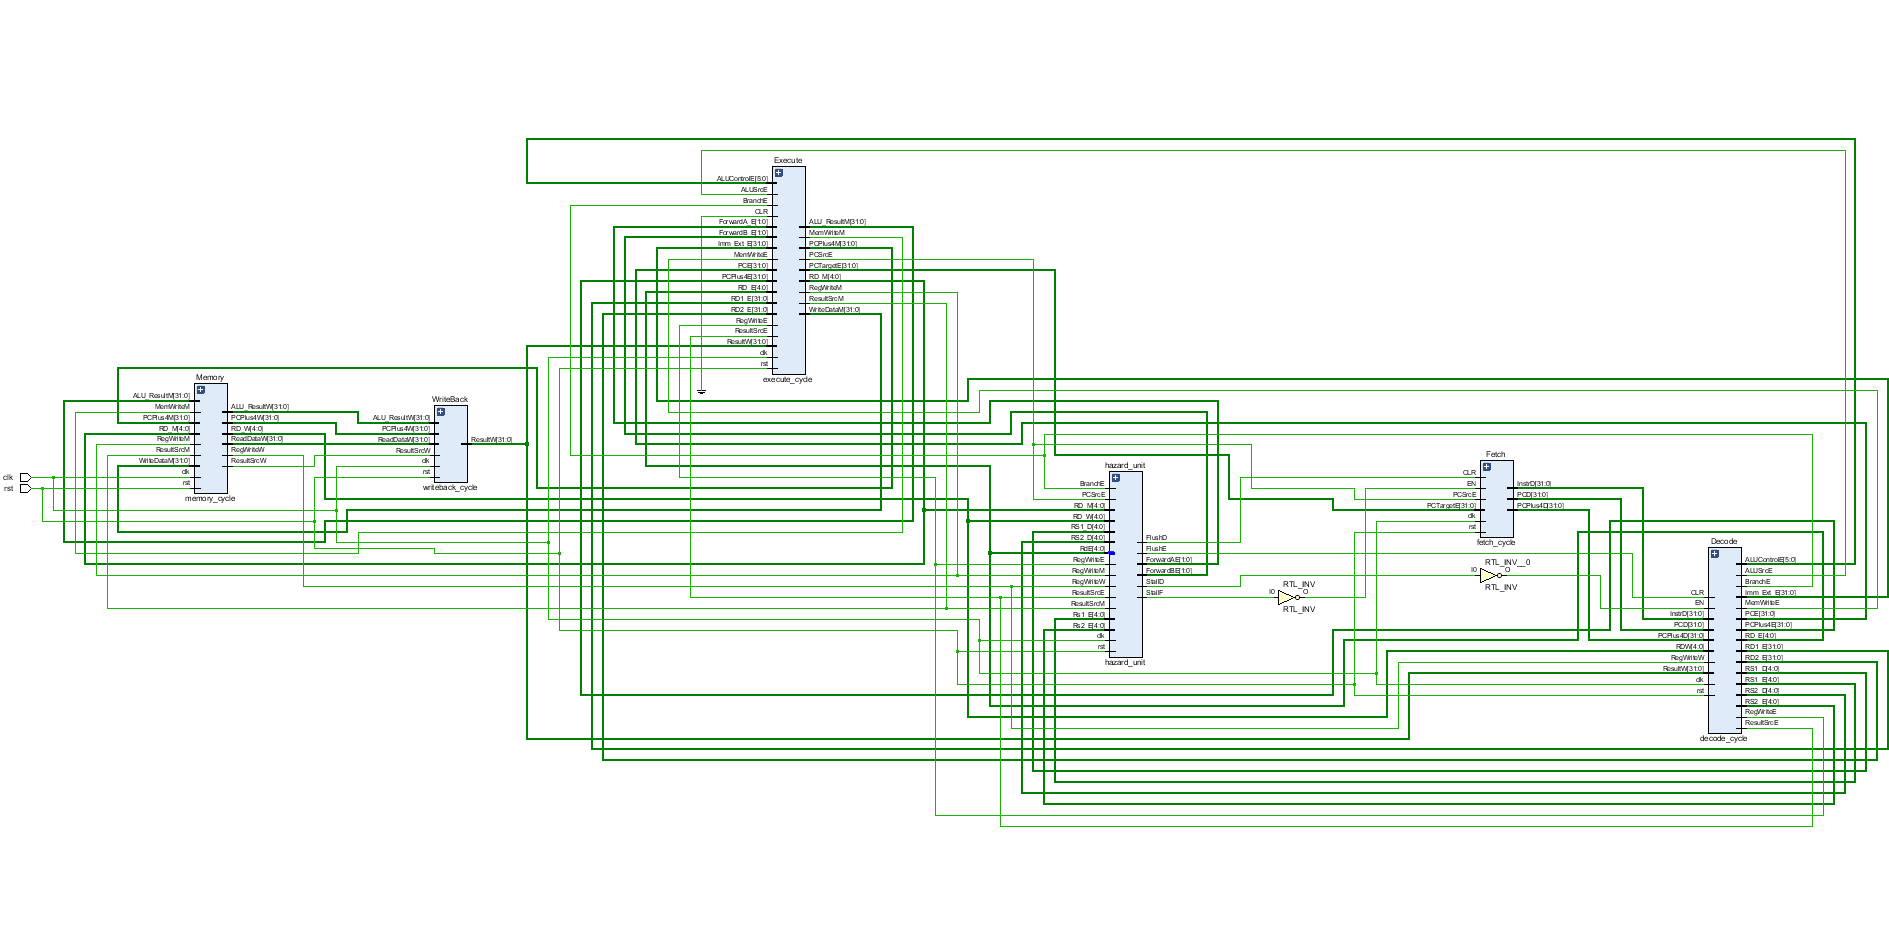 clk
rst
Memory
ALU_ResultM[31:0]
MemWriteM
PCPlus4M[31:0]
RD_M[4:0]
RegWriteM
ResultSrcM
WriteDataM[31:0]
clk
rst
ALU_ResultW[31:0]
PCPlus4W[31:0]
RD_W[4:0]
ReadDataW[31:0]
RegWriteW
ResultSrcW
memory_cycle
WriteBack
ALU_ResultW[31:0]
PCPlus4W[31:0]
ReadDataW[31:0]
ResultSrcW
clk
rst
ResultW[31:0]
writeback_cycle
Execute
ALUControlE[5:0]
ALUSrcE
BranchE
CLR
ForwardA_E[1:0]
ForwardB_E[1:0]
Imm_Ext_E[31:0]
MemWriteE
PCE[31:0]
PCPlus4E[31:0]
RD_E[4:0]
RD1_E[31:0]
RD2_E[31:0]
RegWriteE
ResultSrcE
ResultW[31:0]
clk
rst
ALU_ResultM[31:0]
MemWriteM
PCPlus4M[31:0]
PCSrcE
PCTargetE[31:0]
RD_M[4:0]
RegWriteM
ResultSrcM
WriteDataM[31:0]
execute_cycle
hazard_unit
BranchE
PCSrcE
RD_M[4:0]
RD_W[4:0]
RS1_D[4:0]
RS2_D[4:0]
RdE[4:0]
RegWriteE
RegWriteM
RegWriteW
ResultSrcE
ResultSrcM
Rs1_E[4:0]
Rs2_E[4:0]
clk
rst
FlushD
FlushE
ForwardAE[1:0]
ForwardBE[1:0]
StallD
StallF
hazard_unit
RTL_INV
I0
O
RTL_INV
Fetch
CLR
EN
PCSrcE
PCTargetE[31:0]
clk
rst
InstrD[31:0]
PCD[31:0]
PCPlus4D[31:0]
fetch_cycle
RTL_INV__0
I0
O
RTL_INV
Decode
CLR
EN
InstrD[31:0]
PCD[31:0]
PCPlus4D[31:0]
RDW[4:0]
RegWriteW
ResultW[31:0]
clk
rst
ALUControlE[5:0]
ALUSrcE
BranchE
Imm_Ext_E[31:0]
MemWriteE
PCE[31:0]
PCPlus4E[31:0]
RD_E[4:0]
RD1_E[31:0]
RD2_E[31:0]
RS1_D[4:0]
RS1_E[4:0]
RS2_D[4:0]
RS2_E[4:0]
RegWriteE
ResultSrcE
decode_cycle